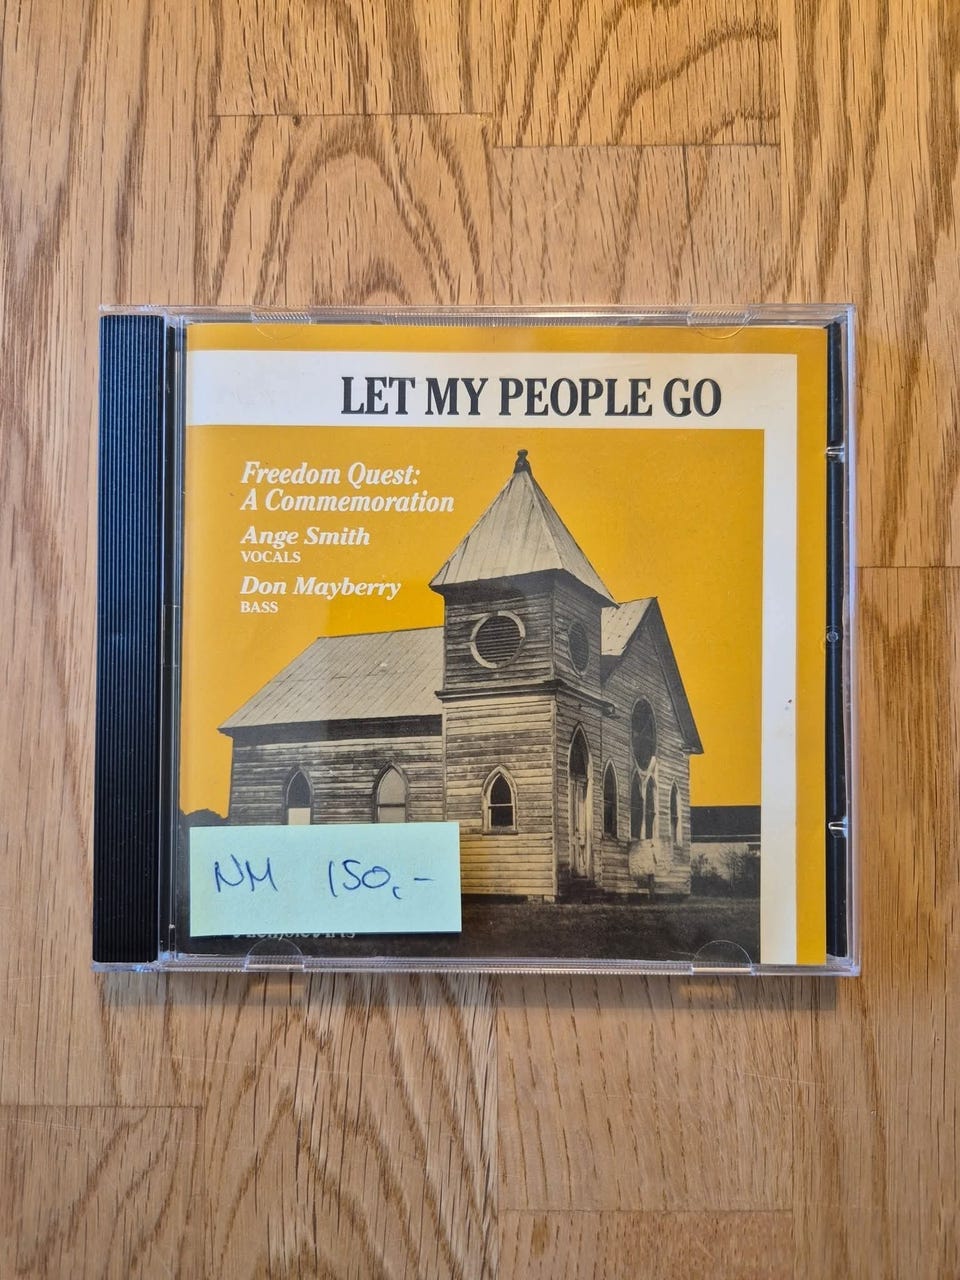 LET MY PEOPLE GO
Freedom Quest:
A Commemoration
Ange Smith
VOCALS
Don Mayberry
BASS
NM 150,-